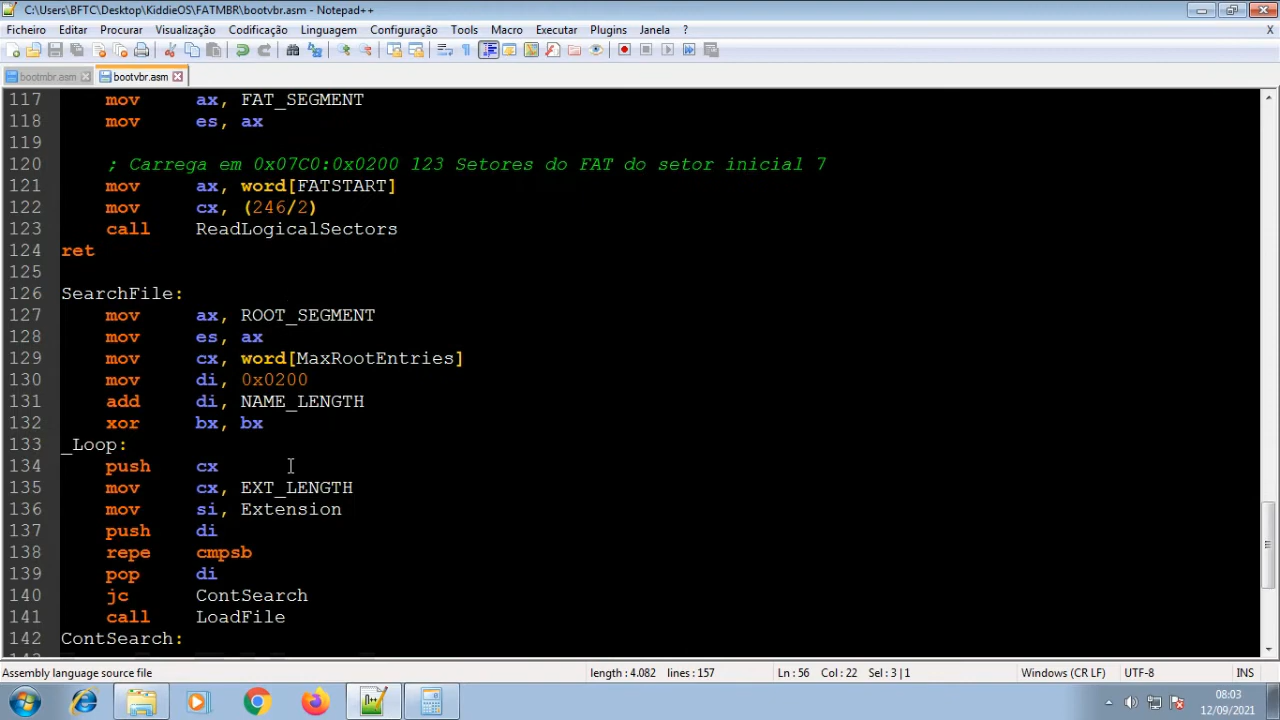 C:\Users\BFTC\Desktop\KiddieOS\FATMBR\bootvbr.asm - Notepad++
Ficheiro Editar Procurar Visualização Codificação Linguagem Configuração Tools Macro Executar Plugins Janela ? X
bootmbr.asm bootvbr.asm
117 mov ax, FAT_SEGMENT
118 mov es, ax
119
120 ; Carrega em 0x07C0:0x0200 123 Setores do FAT do setor inicial 7
121 mov ax, word[FATSTART]
122 mov cx, (246/2)
123 call ReadLogicalSectors
124 ret
125
126 SearchFile:
127 mov ax, ROOT_SEGMENT
128 mov es, ax
129 mov cx, word[MaxRootEntries]
130 mov di, 0x0200
131 add di, NAME_LENGTH
132 xor bx, bx
133 _Loop:
134 push cx
135 mov cx, EXT_LENGTH
136 mov si, Extension
137 push di
138 repe cmpsb
139 pop di
140 jc ContSearch
141 call LoadFile
142 ContSearch:
Assembly language source file length : 4.082 lines : 157 Ln : 56 Col : 22 Sel : 3 | 1 Windows (CR LF) UTF-8 INS
08:03
12/09/2021